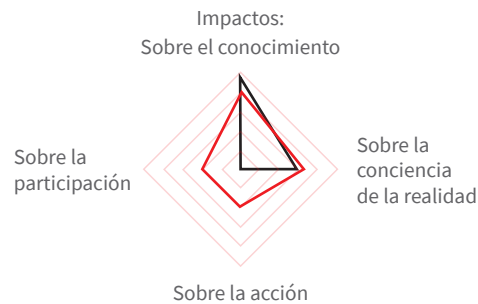 Impactos:
Sobre el conocimiento
Sobre la
conciencia
de la realidad
Sobre la
participación
Sobre la acción